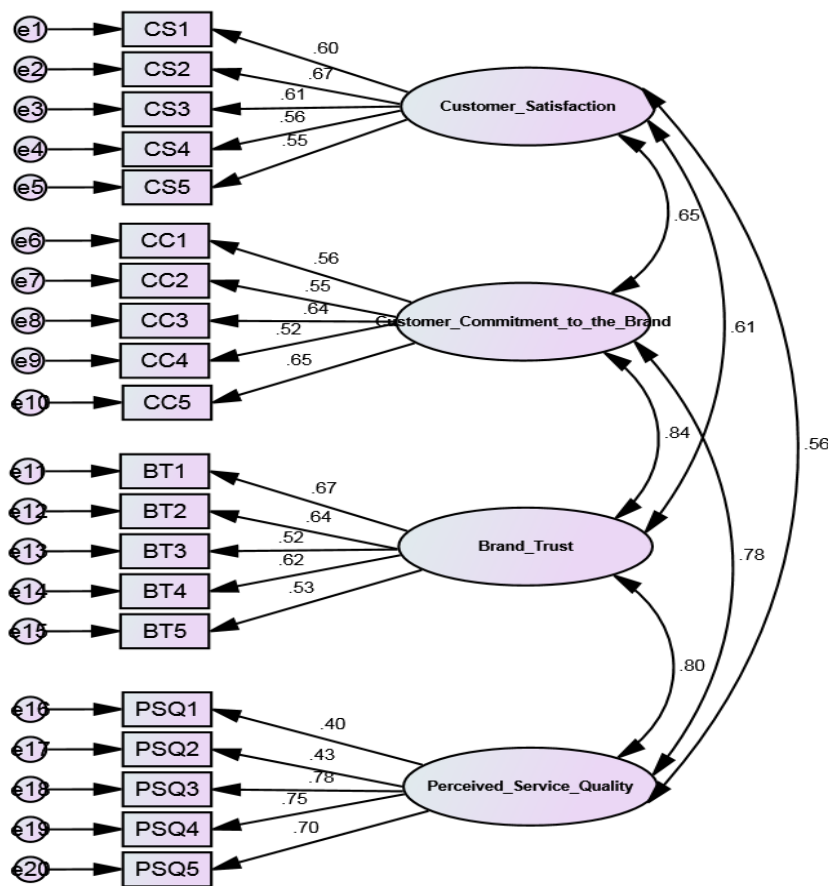 e1
CS1
.60
e2
CS2
.67
e3
CS3
.61
Customer_Satisfaction
e4
CS4
.56
e5
CS5
.55
.65
e6
CC1
.56
e7
CC2
.55
e8
CC3
.64
Customer_Commitment_to_the_Brand
.61
e9
CC4
.52
e10
CC5
.65
.84
.56
e11
BT1
.67
e12
BT2
.64
e13
BT3
.52
Brand_Trust
.78
e14
BT4
.62
e15
BT5
.53
.80
e16
PSQ1
.40
e17
PSQ2
.43
e18
PSQ3
.78
Perceived_Service_Quality
e19
PSQ4
.75
e20
PSQ5
.70